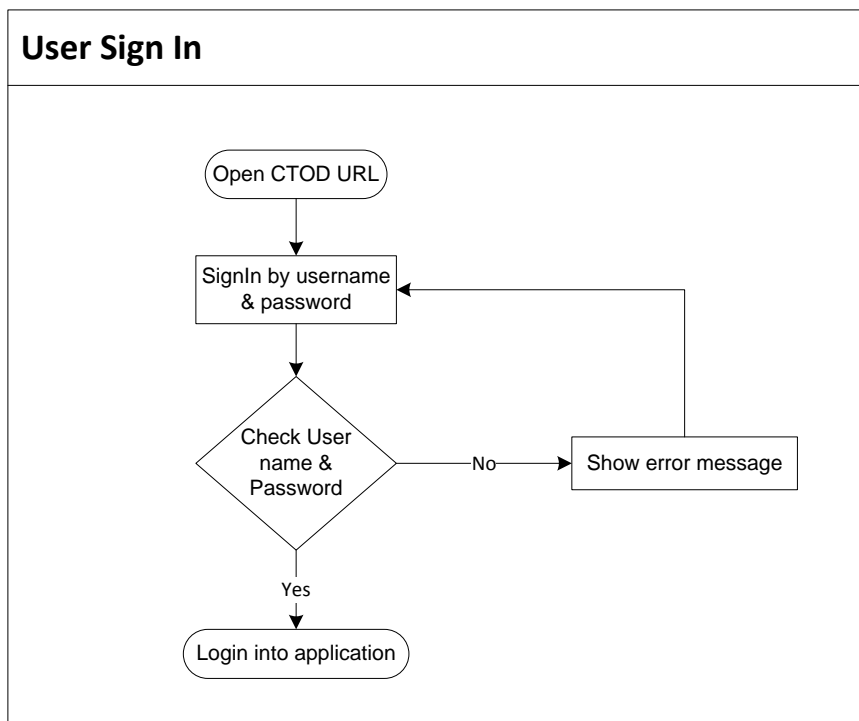 User Sign In
Open CTOD URL
SignIn by username
& password
Check User
name &
Password
No
Show error message
Yes
Login into application